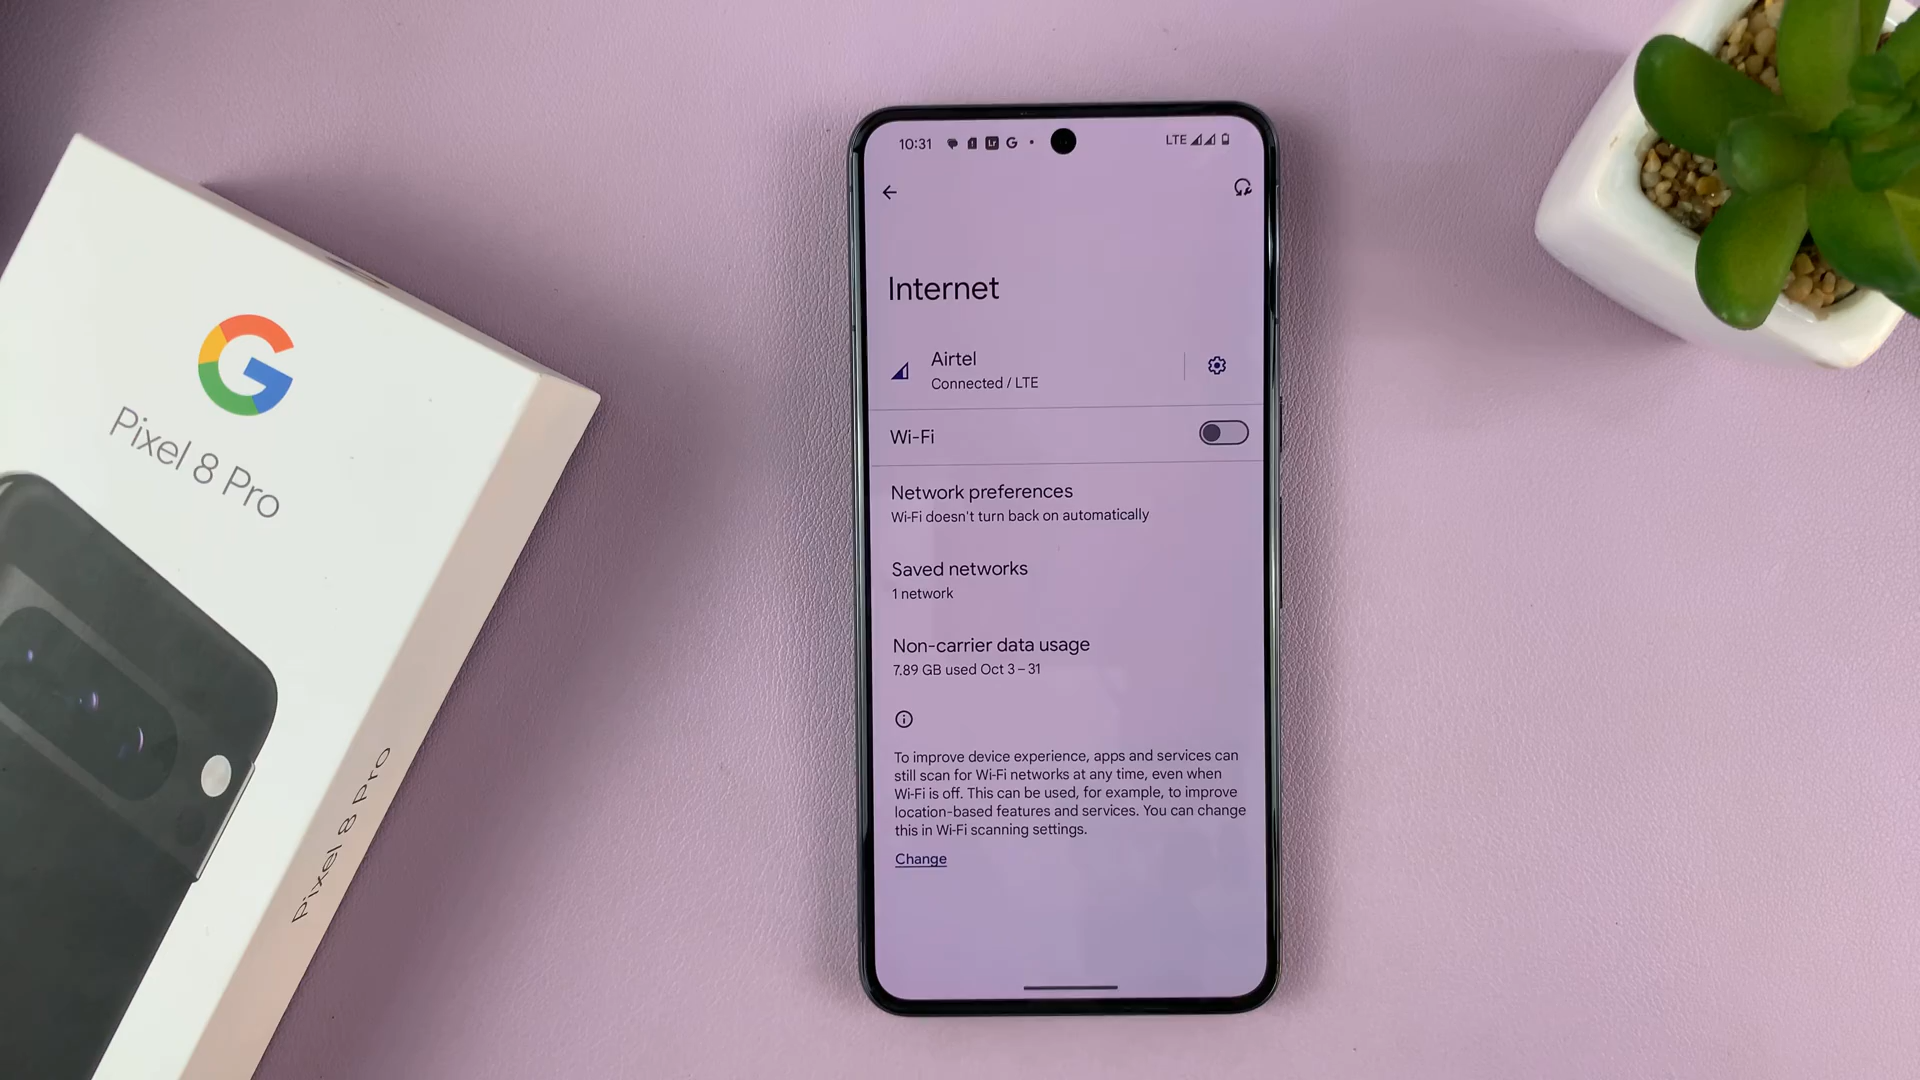 Pixel 8 Pro
Pixel 8 Pro
10:31
LTE
Internet
Airtel
Connected / LTE
Wi-Fi
Network preferences
Wi-Fi doesn't turn back on automatically
Saved networks
1 network
Non-carrier data usage
7.89 GB used Oct 3 – 31
To improve device experience, apps and services can
still scan for Wi-Fi networks at any time, even when
Wi-Fi is off. This can be used, for example, to improve
location-based features and services. You can change
this in Wi-Fi scanning settings.
Change